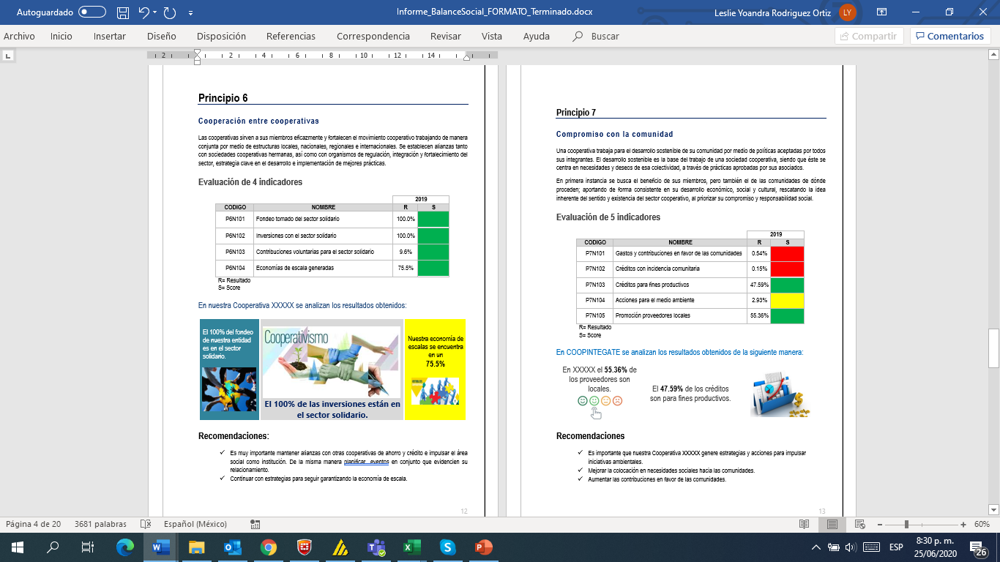 Autoguardado
Informe_BalanceSocial_FORMATO_Terminado.docx
Leslie Yoandra Rodriguez Ortiz
LY
Archivo Inicio Insertar Diseño Disposición Referencias Correspondencia Revisar Vista Ayuda Buscar
Compartir Comentarios
2 2 4 6 8 10 12 14
Principio 6
Cooperación entre cooperativas
Las cooperativas sirven a sus miembros eficazmente y fortalecen el movimiento cooperativo trabajando de manera
conjunta por medio de estructuras locales, nacionales, regionales e internacionales. Se establecen alianzas tanto
con sociedades cooperativas hermanas, así como con organismos de regulación, integración y fortalecimiento del
sector, estrategia clave en el desarrollo e implementación de mejores prácticas.
Evaluación de 4 indicadores
2019
CODIGO NOMBRE R S
P6N101 Fondeo tomado del sector solidario 100.0%
P6N102 Inversiones con el sector solidario 100.0%
P6N103 Contribuciones voluntarias para el sector solidario 9.6%
P6N104 Economías de escala generadas 75.5%
R= Resultado
S= Score
En nuestra Cooperativa XXXXX se analizan los resultados obtenidos:
El 100% del fondeo
de nuestra entidad
es en el sector
solidario.
Cooperativismo
El 100% de las inversiones están en
el sector solidario.
Nuestra economía de
escalas se encuentra
en un
75.5%
Recomendaciones:
✓ Es muy importante mantener alianzas con otras cooperativas de ahorro y crédito e impulsar el área
social como institución. De la misma manera planificar eventos en conjunto que evidencien su
relacionamiento.
✓ Continuar con estrategias para seguir garantizando la economía de escala.
12
Principio 7
Compromiso con la comunidad
Una cooperativa trabaja para el desarrollo sostenible de su comunidad por medio de políticas aceptadas por todos
sus integrantes. El desarrollo sostenible es la base del trabajo de una sociedad cooperativa, siendo que éste se
centra en necesidades y deseos de esa colectividad, a través de prácticas aprobadas por sus asociados.
En primera instancia se busca el beneficio de sus miembros, pero también el de las comunidades de dónde
proceden; aportando de forma consistente en su desarrollo económico, social y cultural, rescatando la idea
inherente del sentido y existencia del sector cooperativo, al priorizar su compromiso y responsabilidad social.
Evaluación de 5 indicadores
2019
CODIGO NOMBRE R S
P7N101 Gastos y contribuciones en favor de las comunidades 0.54%
P7N102 Créditos con incidencia comunitaria 0.15%
P7N103 Créditos para fines productivos 47.59%
P7N104 Acciones para el medio ambiente 2.93%
P7N105 Promoción proveedores locales 55.36%
R= Resultado
S= Score
En COOPINTEGATE se analizan los resultados obtenidos de la siguiente manera:
En XXXXX el 55.36% de
los proveedores son
locales.
El 47.59% de los créditos
son para fines productivos.
Recomendaciones
✓ Es importante que nuestra Cooperativa XXXXX genere estrategias y acciones para impulsar
iniciativas ambientales.
✓ Mejorar la colocación en necesidades sociales hacia las comunidades.
✓ Aumentar las contribuciones en favor de las comunidades.
13
Página 4 de 20 3681 palabras Español (México) 60%
ESP
8:30 p. m.
25/06/2020
26